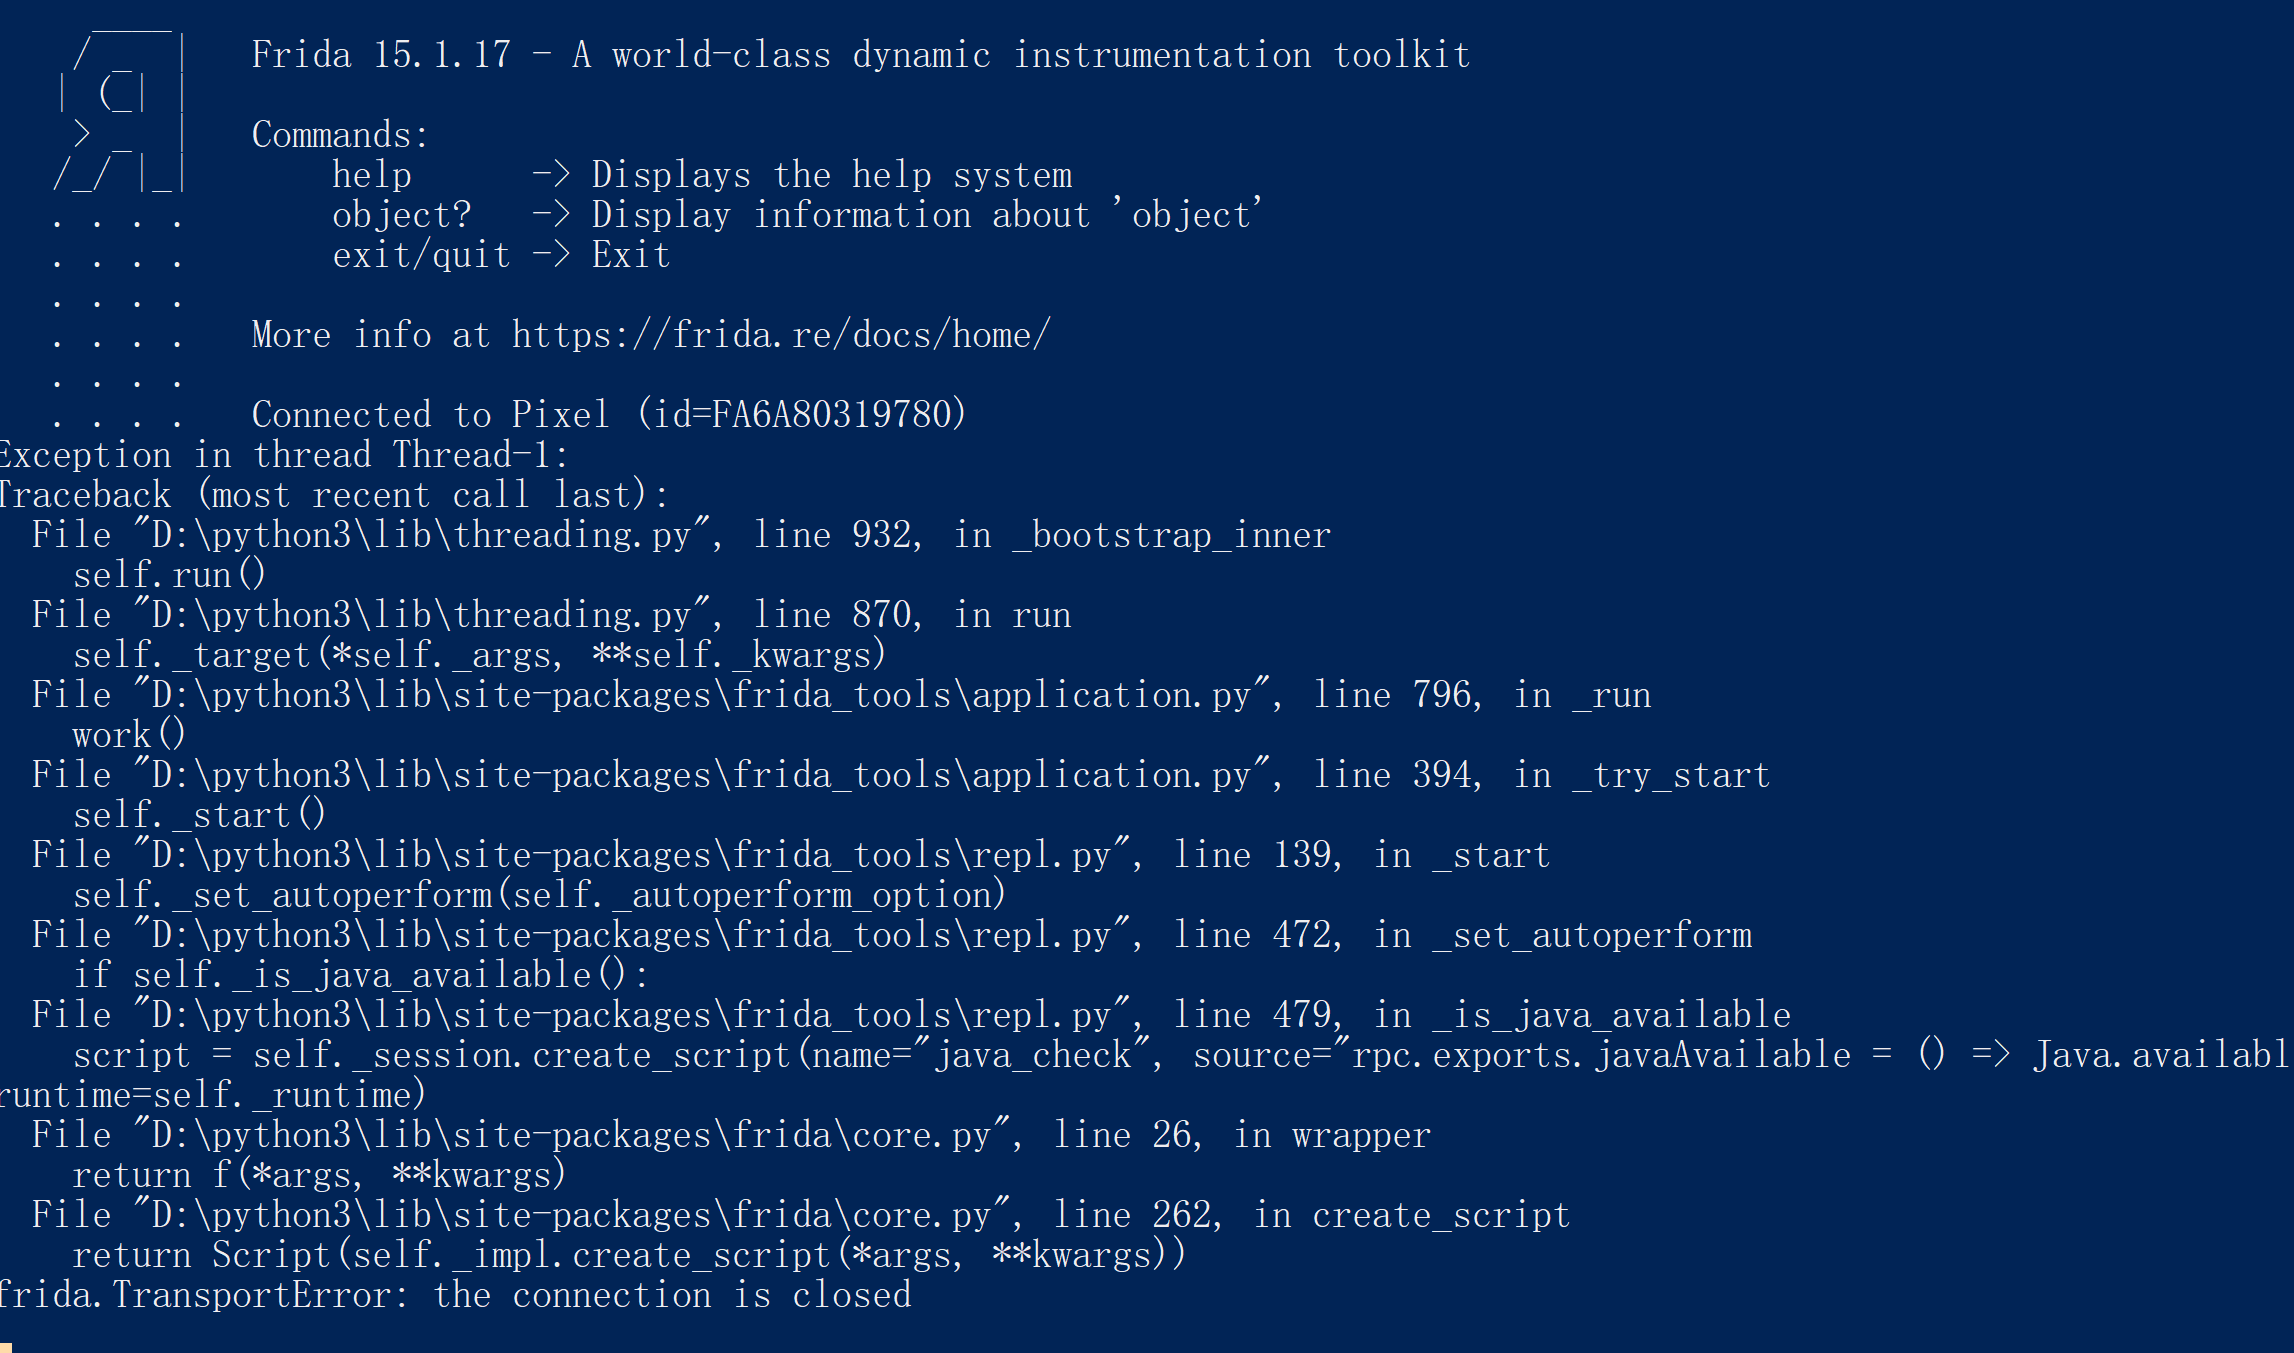 ____
   / _  |   Frida 15.1.17 - A world-class dynamic instrumentation toolkit
  | (_| |
   > _  |   Commands:
  /_/ |_|       help      -> Displays the help system
  . . . .       object?   -> Display information about 'object'
  . . . .       exit/quit -> Exit
  . . . .
  . . . .   More info at https://frida.re/docs/home/
  . . . .
  . . . .   Connected to Pixel (id=FA6A80319780)
Exception in thread Thread-1:
Traceback (most recent call last):
  File "D:\python3\lib\threading.py", line 932, in _bootstrap_inner
    self.run()
  File "D:\python3\lib\threading.py", line 870, in run
    self._target(*self._args, **self._kwargs)
  File "D:\python3\lib\site-packages\frida_tools\application.py", line 796, in _run
    work()
  File "D:\python3\lib\site-packages\frida_tools\application.py", line 394, in _try_start
    self._start()
  File "D:\python3\lib\site-packages\frida_tools\repl.py", line 139, in _start
    self._set_autoperform(self._autoperform_option)
  File "D:\python3\lib\site-packages\frida_tools\repl.py", line 472, in _set_autoperform
    if self._is_java_available():
  File "D:\python3\lib\site-packages\frida_tools\repl.py", line 479, in _is_java_available
    script = self._session.create_script(name="java_check", source="rpc.exports.javaAvailable = () => Java.availabl
runtime=self._runtime)
  File "D:\python3\lib\site-packages\frida\core.py", line 26, in wrapper
    return f(*args, **kwargs)
  File "D:\python3\lib\site-packages\frida\core.py", line 262, in create_script
    return Script(self._impl.create_script(*args, **kwargs))
frida.TransportError: the connection is closed